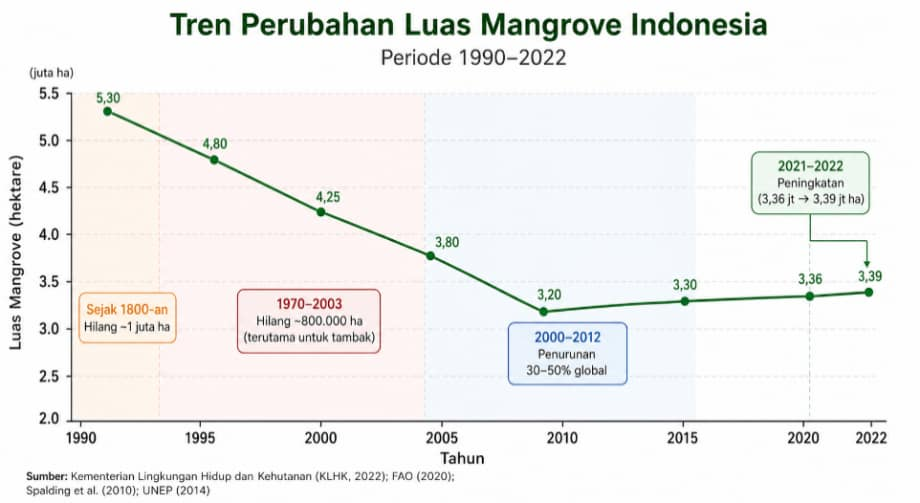 Tren Perubahan Luas Mangrove Indonesia
Periode 1990–2022
(juta ha)
Luas Mangrove (hektare)
5.5
5.0
4.5
4.0
3.5
3.0
2.5
2.0
5,30
4,80
4,25
3,80
3,20
3,30
3,36
3,39
2021–2022
Peningkatan
(3,36 jt → 3,39 jt ha)
Sejak 1800-an
Hilang ~1 juta ha
1970–2003
Hilang ~800.000 ha
(terutama untuk tambak)
2000–2012
Penurunan
30–50% global
1990 1995 2000 2005 2010 2015 2020 2022
Tahun
Sumber: Kementerian Lingkungan Hidup dan Kehutanan (KLHK, 2022); FAO (2020);
Spalding et al. (2010); UNEP (2014)